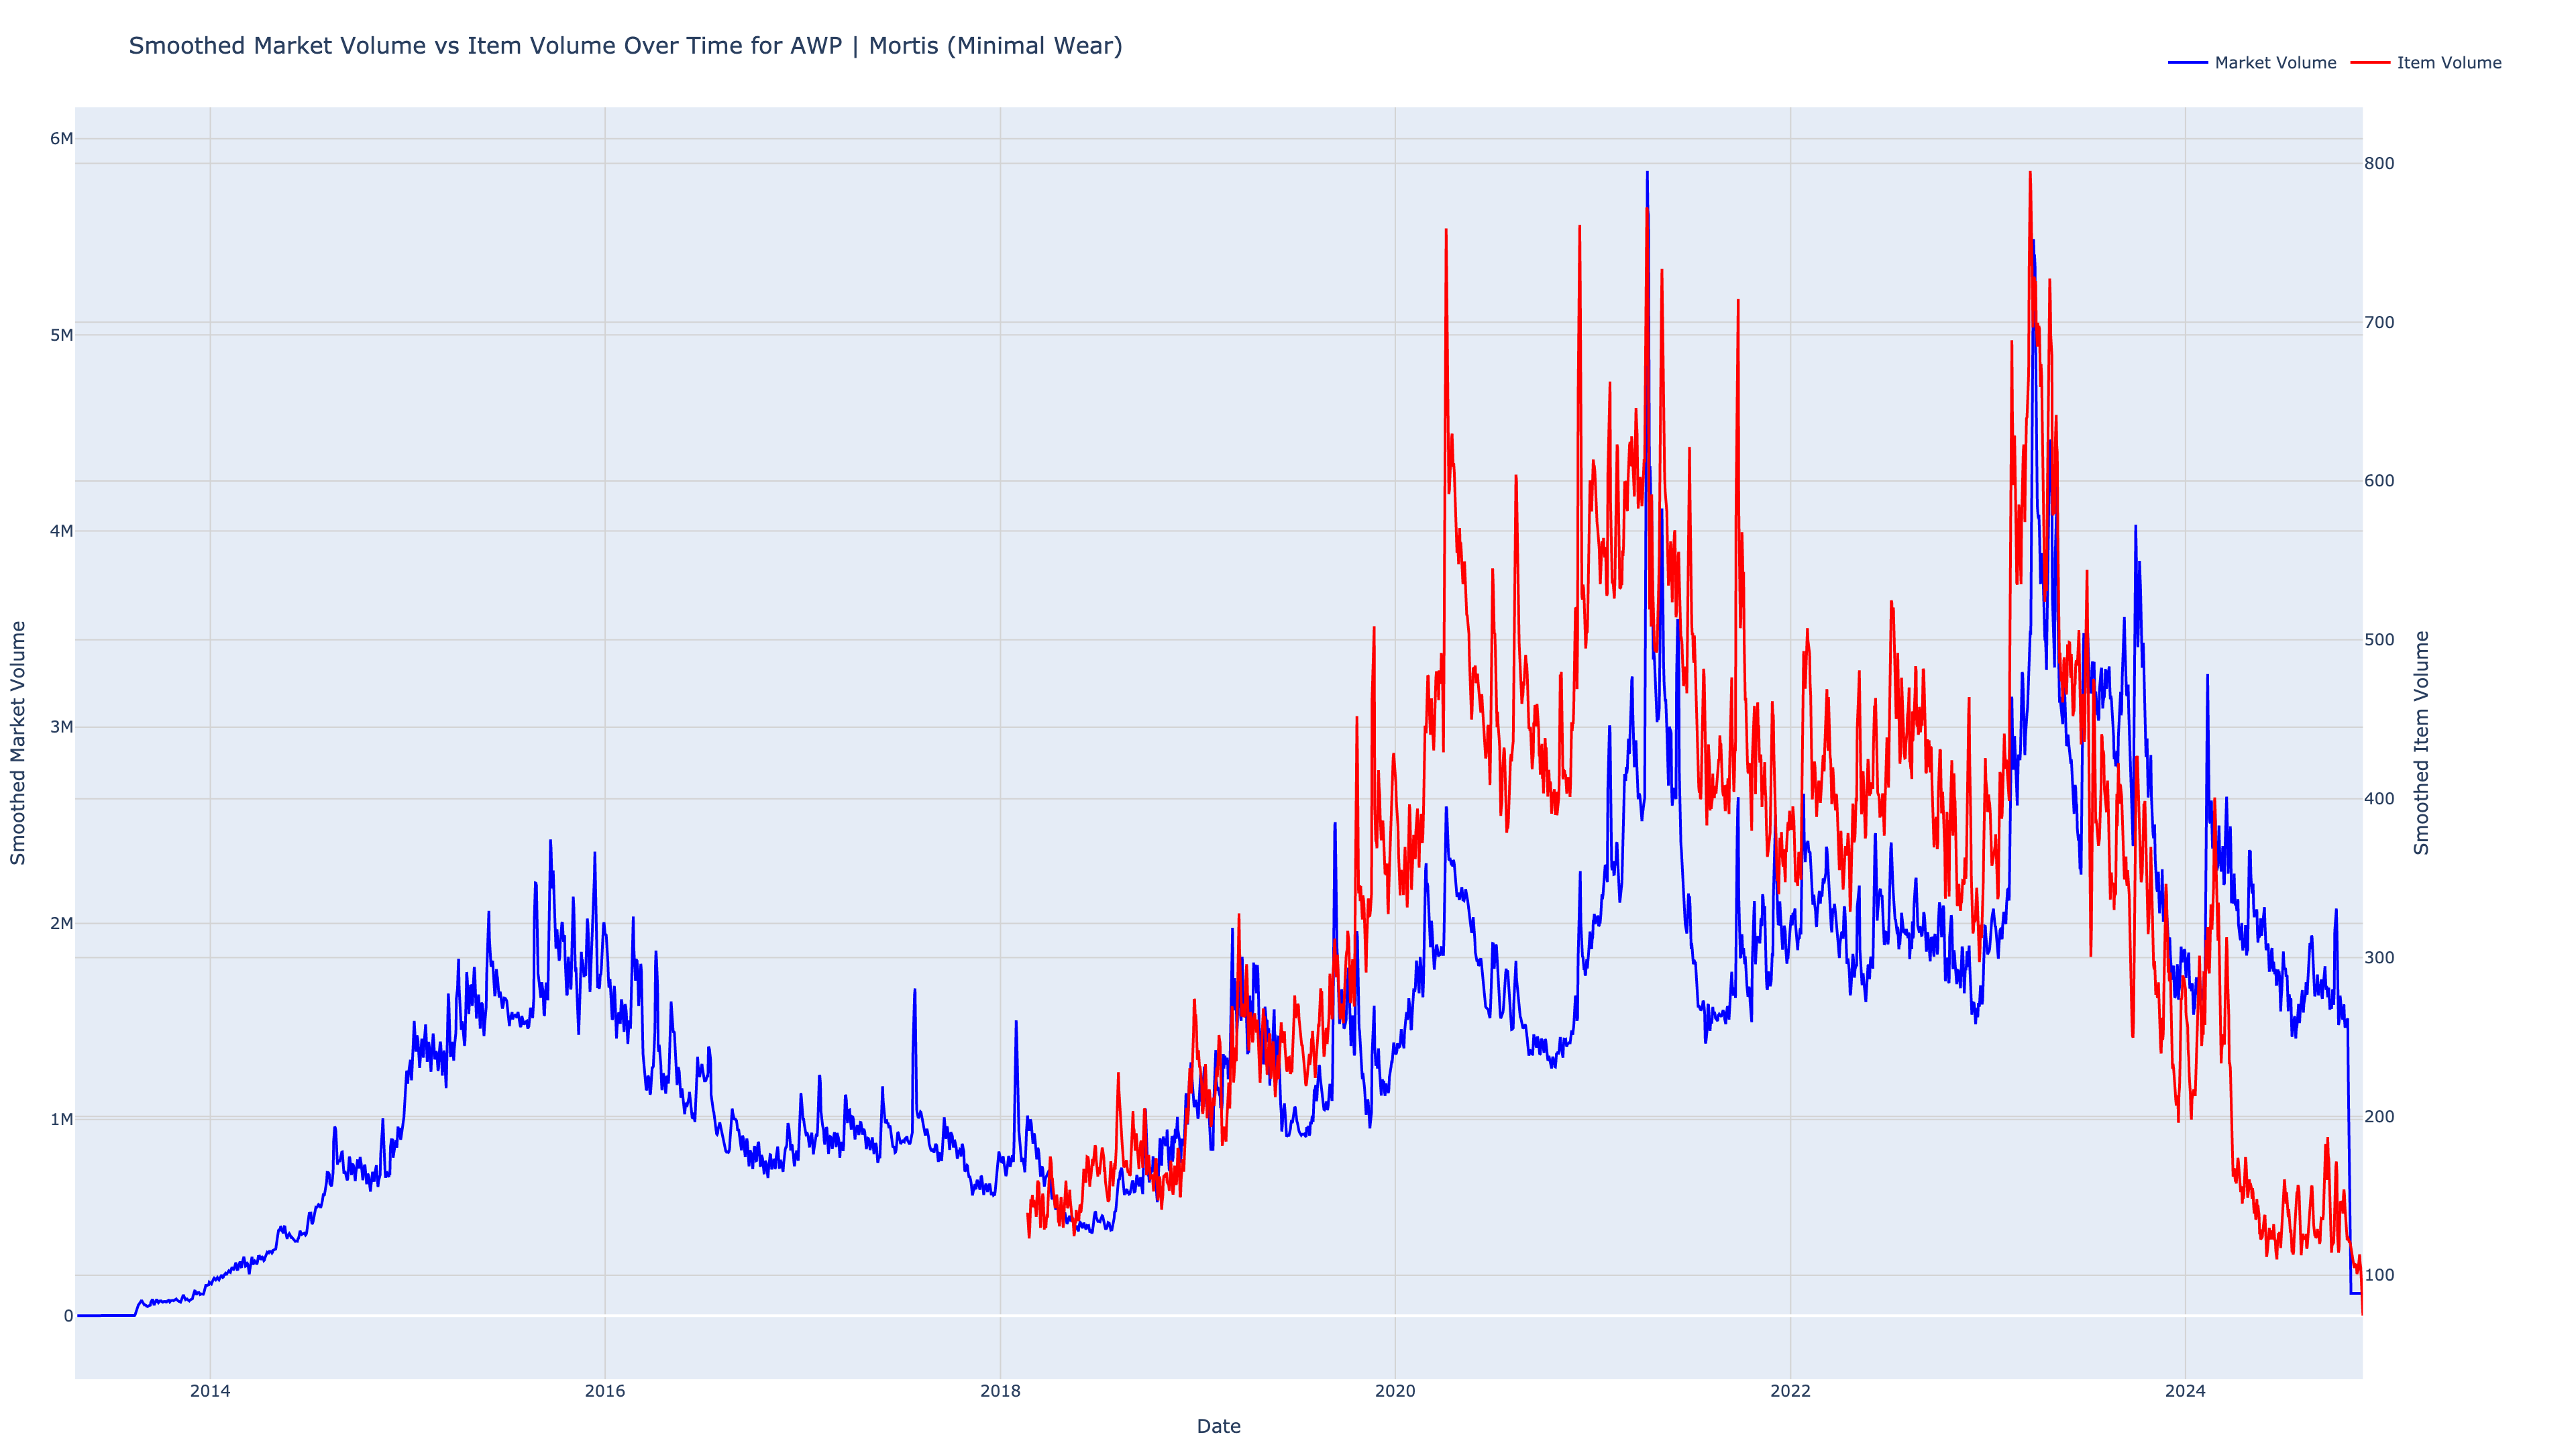 Smoothed Market Volume vs Item Volume Over Time for AWP | Mortis (Minimal Wear)
Market Volume
Item Volume
6M
5M
4M
3M
2M
1M
0
Smoothed Market Volume
800
700
600
500
400
300
200
100
Smoothed Item Volume
2014
2016
2018
2020
2022
2024
Date